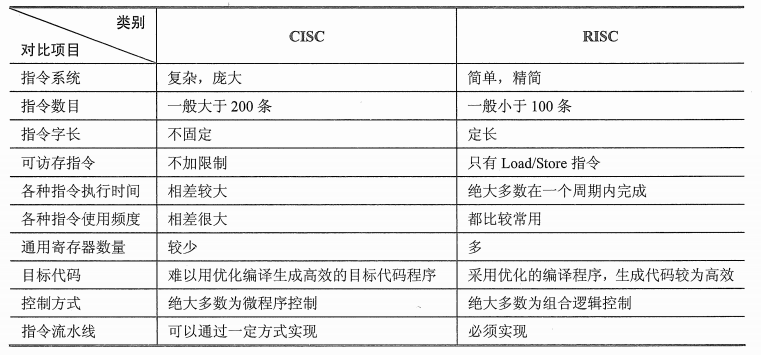 类别
对比项目 CISC RISC
指令系统 复杂，庞大 简单，精简
指令数目 一般大于 200 条 一般小于 100 条
指令字长 不固定 定长
可访存指令 不加限制 只有 Load/Store 指令
各种指令执行时间 相差较大 绝大多数在一个周期内完成
各种指令使用频度 相差很大 都比较常用
通用寄存器数量 较少 多
目标代码 难以用优化编译生成高效的目标代码程序 采用优化的编译程序，生成代码较为高效
控制方式 绝大多数为微程序控制 绝大多数为组合逻辑控制
指令流水线 可以通过一定方式实现 必须实现